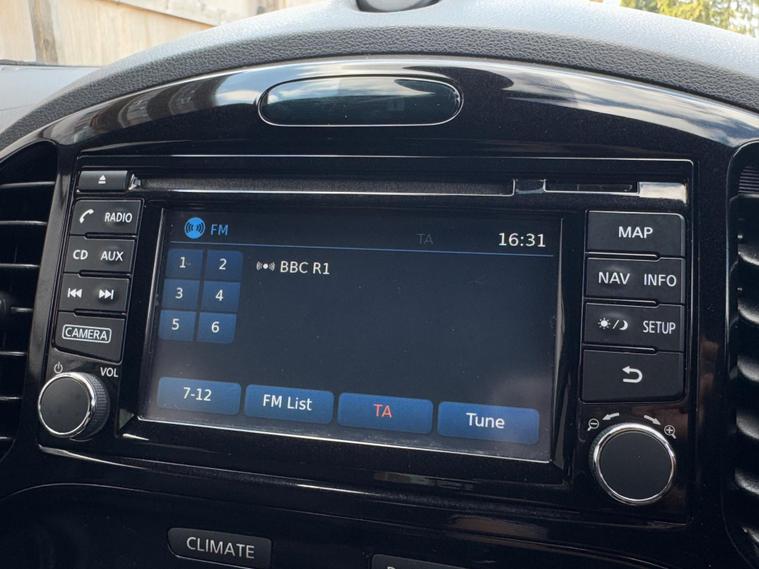 FM TA 16:31
BBC R1
1 2
3 4
5 6
7-12 FM List TA Tune
RADIO
CD AUX
CAMERA
VOL
MAP
NAV INFO
SETUP
CLIMATE